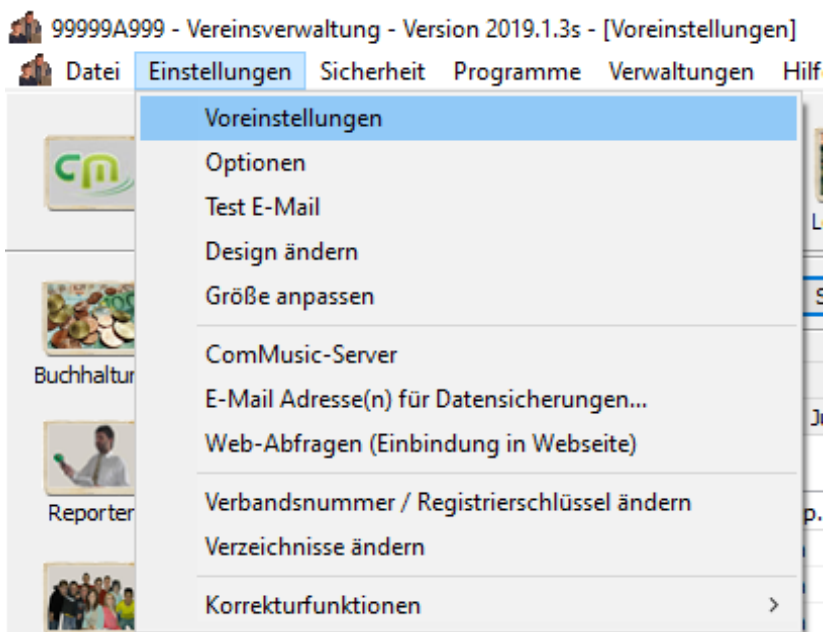 99999A999 - Vereinsverwaltung - Version 2019.1.3s - [Voreinstellungen]
Datei Einstellungen Sicherheit Programme Verwaltungen
Voreinstellungen
cm
Optionen
Test E-Mail
Design ändern
Größe anpassen
ComMusic-Server
E-Mail Adresse(n) für Datensicherungen...
Web-Abfragen (Einbindung in Webseite)
Reporter
Verbandsnummer / Registrierschlüssel ändern
Verzeichnisse ändern
Korrekturfunktionen